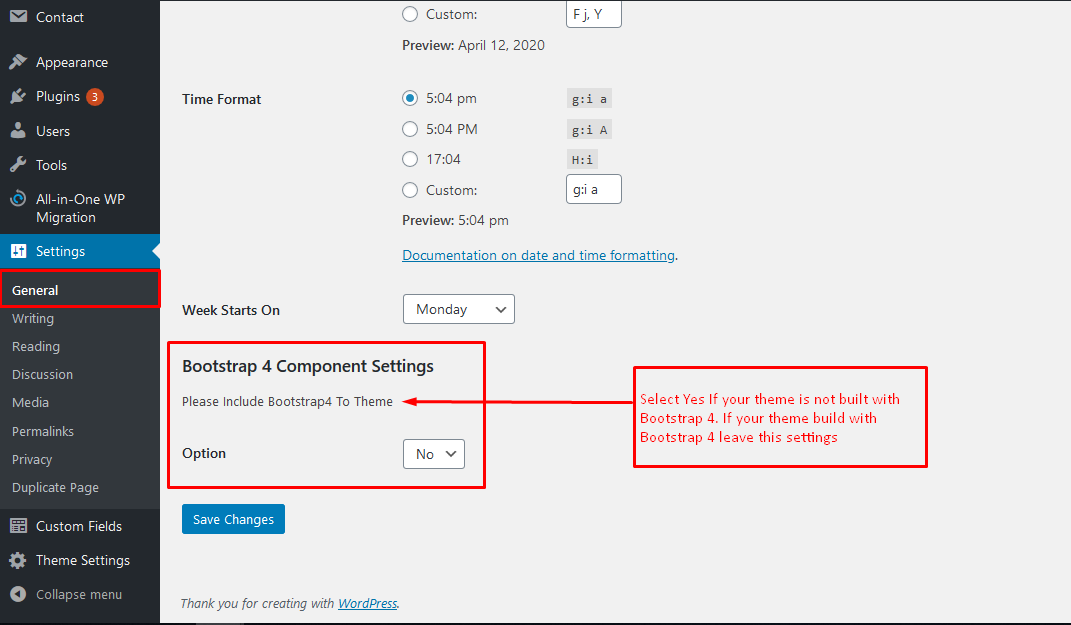 Contact
Appearance
Plugins 3
Users
Tools
All-in-One WP
Migration
Settings
General
Writing
Reading
Discussion
Media
Permalinks
Privacy
Duplicate Page
Custom Fields
Theme Settings
Collapse menu
Custom: F j, Y
Preview: April 12, 2020
Time Format
5:04 pm g:i a
5:04 PM g:i A
17:04 H:i
Custom: g:i a
Preview: 5:04 pm
Documentation on date and time formatting.
Week Starts On Monday
Bootstrap 4 Component Settings
Please Include Bootstrap4 To Theme
Option No
Select Yes If your theme is not built with
Bootstrap 4. If your theme build with
Bootstrap 4 leave this settings
Save Changes
Thank you for creating with WordPress.